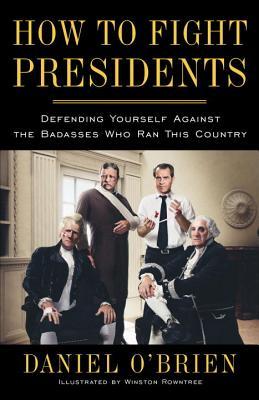 HOW TO FIGHT
PRESIDENTS
DEFENDING YOURSELF AGAINST
THE BADASSES WHO RAN THIS COUNTRY
DANIEL O'BRIEN
ILLUSTRATED BY WINSTON ROWNTREE